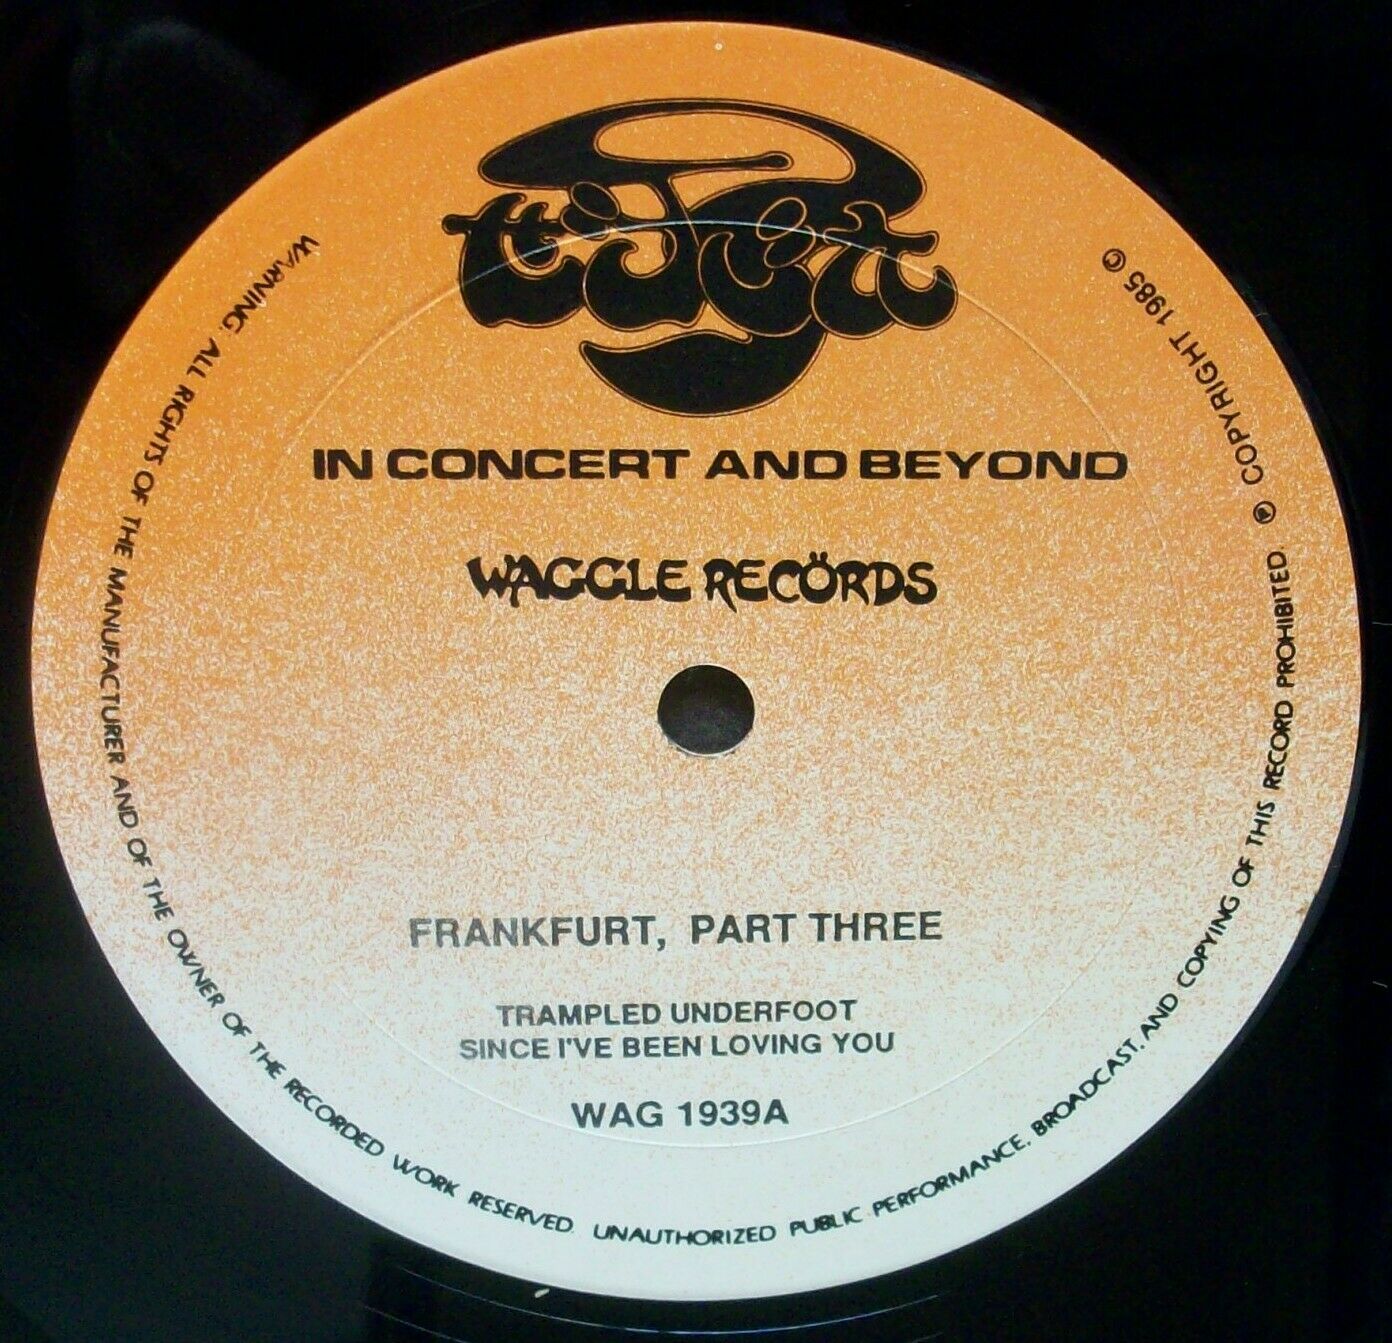 IN CONCERT AND BEYOND
WAGGLE RECÖRDS
FRANKFURT, PART THREE
TRAMPLED UNDERFOOT
SINCE I'VE BEEN LOVING YOU
WAG 1939A
WARNING: ALL RIGHTS OF THE MANUFACTURER AND OF THE OWNER OF THE RECORDED WORK RESERVED. UNAUTHORIZED PUBLIC PERFORMANCE, BROADCAST, AND COPYING OF THIS RECORD PROHIBITED. ℗ COPYRIGHT 1985 ©